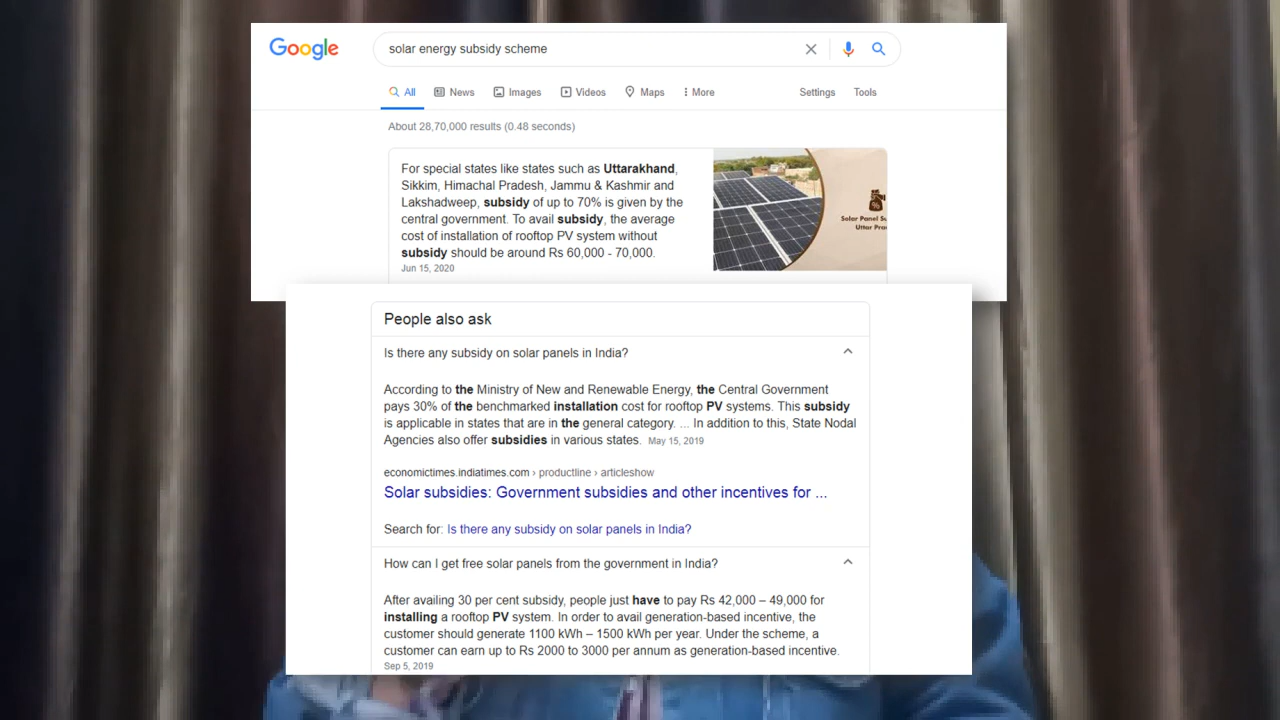 Google
solar energy subsidy scheme
All News Images Videos Maps More Settings Tools
About 28,70,000 results (0.48 seconds)
For special states like states such as Uttarakhand,
Sikkim, Himachal Pradesh, Jammu & Kashmir and
Lakshadweep, subsidy of up to 70% is given by the
central government. To avail subsidy, the average
cost of installation of rooftop PV system without
subsidy should be around Rs 60,000 - 70,000.
Jun 15, 2020
%
Solar Panel Su
Uttar Prad
People also ask
Is there any subsidy on solar panels in India?
According to the Ministry of New and Renewable Energy, the Central Government
pays 30% of the benchmarked installation cost for rooftop PV systems. This subsidy
is applicable in states that are in the general category. ... In addition to this, State Nodal
Agencies also offer subsidies in various states. May 15, 2019
economictimes.indiatimes.com › productline › articleshow
Solar subsidies: Government subsidies and other incentives for ...
Search for: Is there any subsidy on solar panels in India?
How can I get free solar panels from the government in India?
After availing 30 per cent subsidy, people just have to pay Rs 42,000 – 49,000 for
installing a rooftop PV system. In order to avail generation-based incentive, the
customer should generate 1100 kWh – 1500 kWh per year. Under the scheme, a
customer can earn up to Rs 2000 to 3000 per annum as generation-based incentive.
Sep 5, 2019